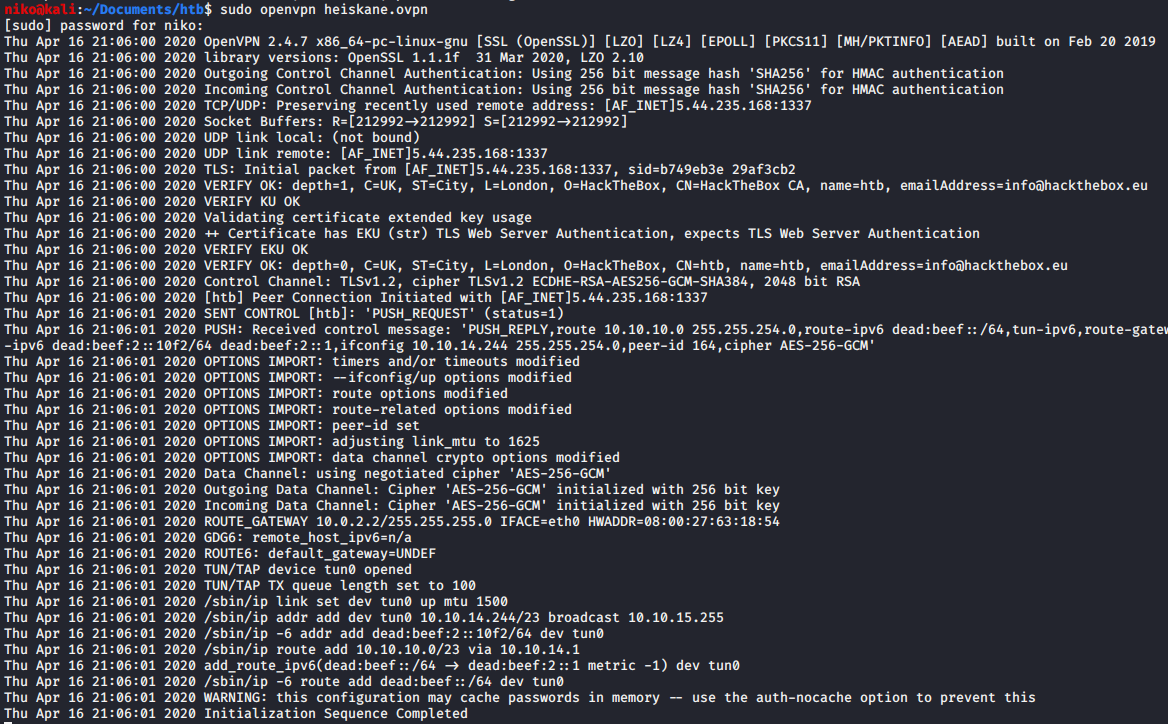 niko@kali:~/Documents/htb$ sudo openvpn heiskane.ovpn
[sudo] password for niko:
Thu Apr 16 21:06:00 2020 OpenVPN 2.4.7 x86_64-pc-linux-gnu [SSL (OpenSSL)] [LZO] [LZ4] [EPOLL] [PKCS11] [MH/PKTINFO] [AEAD] built on Feb 20 2019
Thu Apr 16 21:06:00 2020 library versions: OpenSSL 1.1.1f  31 Mar 2020, LZO 2.10
Thu Apr 16 21:06:00 2020 Outgoing Control Channel Authentication: Using 256 bit message hash 'SHA256' for HMAC authentication
Thu Apr 16 21:06:00 2020 Incoming Control Channel Authentication: Using 256 bit message hash 'SHA256' for HMAC authentication
Thu Apr 16 21:06:00 2020 TCP/UDP: Preserving recently used remote address: [AF_INET]5.44.235.168:1337
Thu Apr 16 21:06:00 2020 Socket Buffers: R=[212992->212992] S=[212992->212992]
Thu Apr 16 21:06:00 2020 UDP link local: (not bound)
Thu Apr 16 21:06:00 2020 UDP link remote: [AF_INET]5.44.235.168:1337
Thu Apr 16 21:06:00 2020 TLS: Initial packet from [AF_INET]5.44.235.168:1337, sid=b749eb3e 29af3cb2
Thu Apr 16 21:06:00 2020 VERIFY OK: depth=1, C=UK, ST=City, L=London, O=HackTheBox, CN=HackTheBox CA, name=htb, emailAddress=info@hackthebox.eu
Thu Apr 16 21:06:00 2020 VERIFY KU OK
Thu Apr 16 21:06:00 2020 Validating certificate extended key usage
Thu Apr 16 21:06:00 2020 ++ Certificate has EKU (str) TLS Web Server Authentication, expects TLS Web Server Authentication
Thu Apr 16 21:06:00 2020 VERIFY EKU OK
Thu Apr 16 21:06:00 2020 VERIFY OK: depth=0, C=UK, ST=City, L=London, O=HackTheBox, CN=htb, name=htb, emailAddress=info@hackthebox.eu
Thu Apr 16 21:06:00 2020 Control Channel: TLSv1.2, cipher TLSv1.2 ECDHE-RSA-AES256-GCM-SHA384, 2048 bit RSA
Thu Apr 16 21:06:00 2020 [htb] Peer Connection Initiated with [AF_INET]5.44.235.168:1337
Thu Apr 16 21:06:01 2020 SENT CONTROL [htb]: 'PUSH_REQUEST' (status=1)
Thu Apr 16 21:06:01 2020 PUSH: Received control message: 'PUSH_REPLY,route 10.10.10.0 255.255.254.0,route-ipv6 dead:beef::/64,tun-ipv6,route-gatew
-ipv6 dead:beef:2::10f2/64 dead:beef:2::1,ifconfig 10.10.14.244 255.255.254.0,peer-id 164,cipher AES-256-GCM'
Thu Apr 16 21:06:01 2020 OPTIONS IMPORT: timers and/or timeouts modified
Thu Apr 16 21:06:01 2020 OPTIONS IMPORT: --ifconfig/up options modified
Thu Apr 16 21:06:01 2020 OPTIONS IMPORT: route options modified
Thu Apr 16 21:06:01 2020 OPTIONS IMPORT: route-related options modified
Thu Apr 16 21:06:01 2020 OPTIONS IMPORT: peer-id set
Thu Apr 16 21:06:01 2020 OPTIONS IMPORT: adjusting link_mtu to 1625
Thu Apr 16 21:06:01 2020 OPTIONS IMPORT: data channel crypto options modified
Thu Apr 16 21:06:01 2020 Data Channel: using negotiated cipher 'AES-256-GCM'
Thu Apr 16 21:06:01 2020 Outgoing Data Channel: Cipher 'AES-256-GCM' initialized with 256 bit key
Thu Apr 16 21:06:01 2020 Incoming Data Channel: Cipher 'AES-256-GCM' initialized with 256 bit key
Thu Apr 16 21:06:01 2020 ROUTE_GATEWAY 10.0.2.2/255.255.255.0 IFACE=eth0 HWADDR=08:00:27:63:18:54
Thu Apr 16 21:06:01 2020 GDG6: remote_host_ipv6=n/a
Thu Apr 16 21:06:01 2020 ROUTE6: default_gateway=UNDEF
Thu Apr 16 21:06:01 2020 TUN/TAP device tun0 opened
Thu Apr 16 21:06:01 2020 TUN/TAP TX queue length set to 100
Thu Apr 16 21:06:01 2020 /sbin/ip link set dev tun0 up mtu 1500
Thu Apr 16 21:06:01 2020 /sbin/ip addr add dev tun0 10.10.14.244/23 broadcast 10.10.15.255
Thu Apr 16 21:06:01 2020 /sbin/ip -6 addr add dead:beef:2::10f2/64 dev tun0
Thu Apr 16 21:06:01 2020 /sbin/ip route add 10.10.10.0/23 via 10.10.14.1
Thu Apr 16 21:06:01 2020 add_route_ipv6(dead:beef::/64 -> dead:beef:2::1 metric -1) dev tun0
Thu Apr 16 21:06:01 2020 /sbin/ip -6 route add dead:beef::/64 dev tun0
Thu Apr 16 21:06:01 2020 WARNING: this configuration may cache passwords in memory -- use the auth-nocache option to prevent this
Thu Apr 16 21:06:01 2020 Initialization Sequence Completed